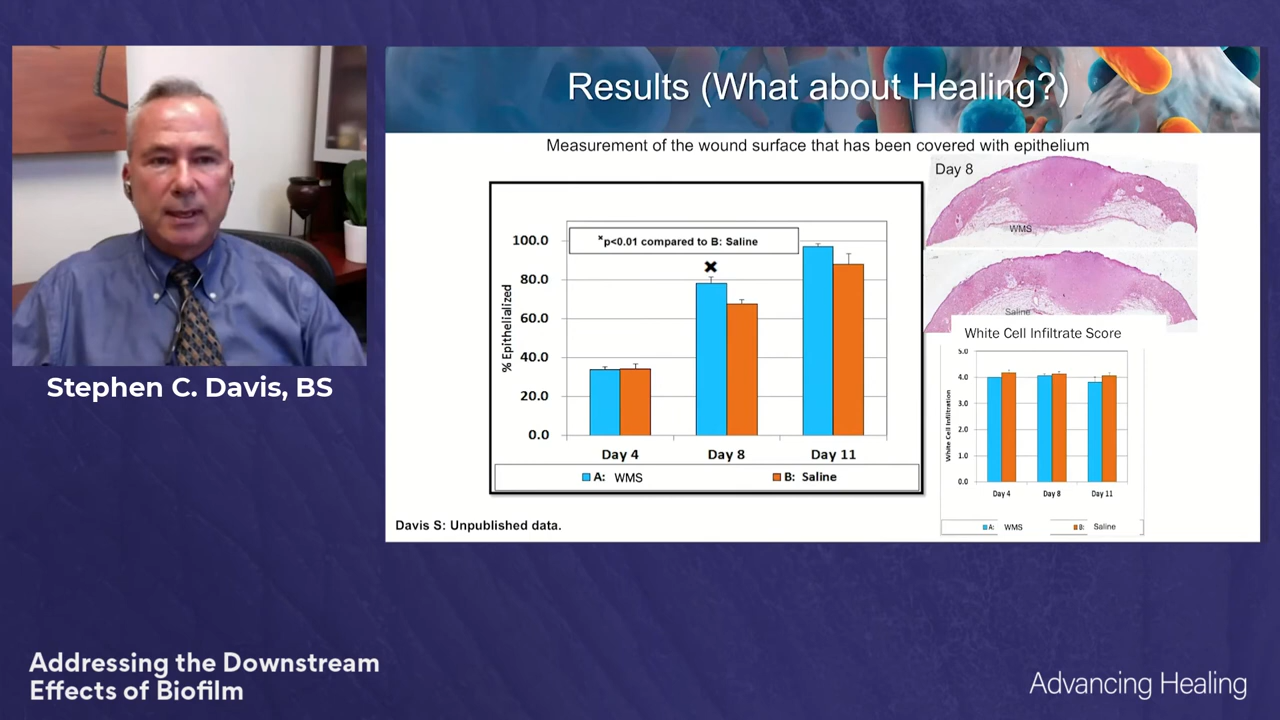 Results (What about Healing?)
Measurement of the wound surface that has been covered with epithelium
Day 8
WMS
Saline
*p<0.01 compared to B: Saline
% Epithelialized
100.0
80.0
60.0
40.0
20.0
0.0
Day 4 Day 8 Day 11
A: WMS B: Saline
White Cell Infiltrate Score
White Cell Infiltration
5.0
4.0
3.0
2.0
1.0
0.0
Day 4 Day 8 Day 11
A: WMS B: Saline
Davis S: Unpublished data.
Stephen C. Davis, BS
Addressing the Downstream
Effects of Biofilm
Advancing Healing